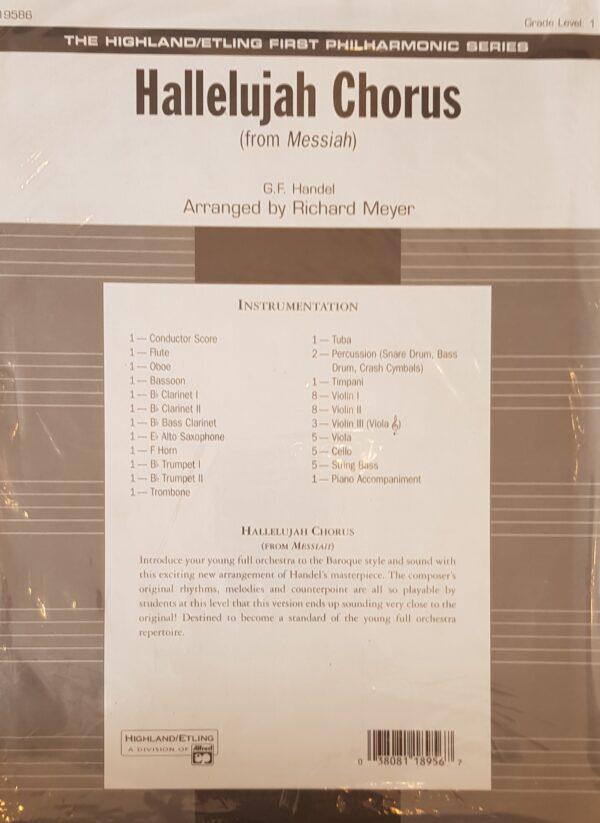 19586
Grade Level: 1
THE HIGHLAND/ETLING FIRST PHILHARMONIC SERIES
Hallelujah Chorus
(from Messiah)
G.F. Handel
Arranged by Richard Meyer
INSTRUMENTATION
1 — Conductor Score
1 — Flute
1 — Oboe
1 — Bassoon
1 — B♭ Clarinet I
1 — B♭ Clarinet II
1 — B♭ Bass Clarinet
1 — E♭ Alto Saxophone
1 — F Horn
1 — B♭ Trumpet I
1 — B♭ Trumpet II
1 — Trombone
1 — Tuba
2 — Percussion (Snare Drum, Bass
Drum, Crash Cymbals)
1 — Timpani
8 — Violin I
8 — Violin II
3 — Violin III (Viola 𝄞)
5 — Viola
5 — Cello
5 — String Bass
1 — Piano Accompaniment
HALLELUJAH CHORUS
(FROM MESSIAH)
Introduce your young full orchestra to the Baroque style and sound with
this exciting new arrangement of Handel's masterpiece. The composer's
original rhythms, melodies and counterpoint are all so playable by
students at this level that this version ends up sounding very close to the
original! Destined to become a standard of the young full orchestra
repertoire.
HIGHLAND/ETLING
A DIVISION OF Alfred
0 38081 18956 7